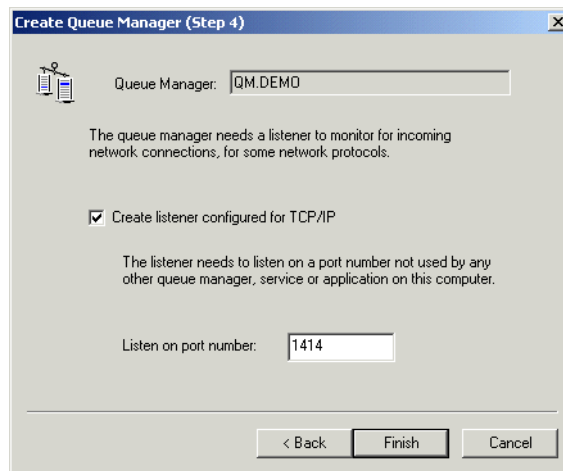 Create Queue Manager (Step 4)
Queue Manager: QM.DEMO
The queue manager needs a listener to monitor for incoming
network connections, for some network protocols.
Create listener configured for TCP/IP
The listener needs to listen on a port number not used by any
other queue manager, service or application on this computer.
Listen on port number: 1414
< Back Finish Cancel